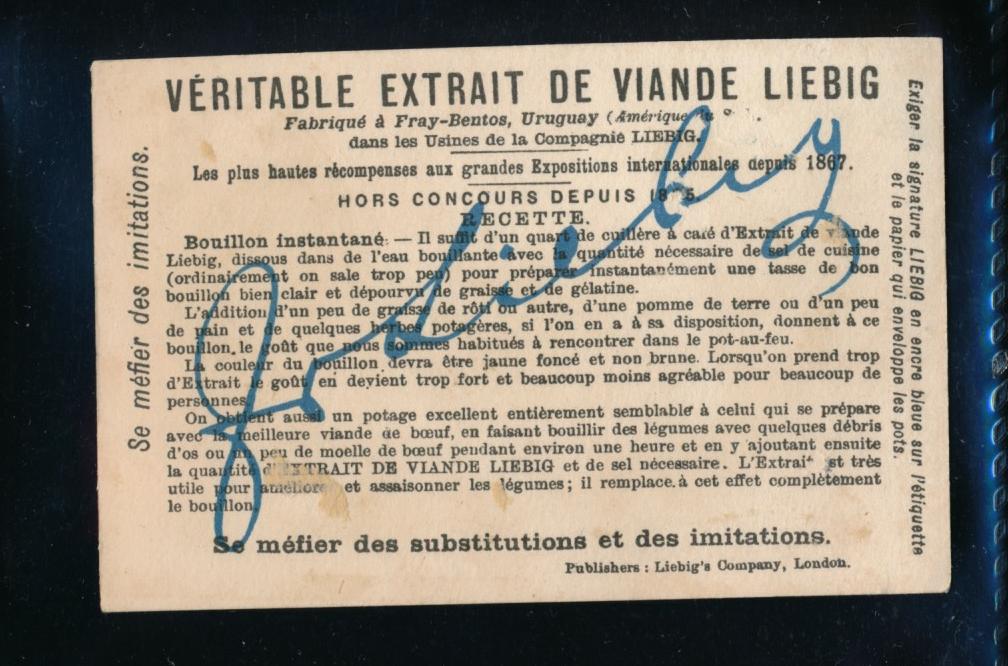 VÉRITABLE EXTRAIT DE VIANDE LIEBIG
Fabriqué à Fray-Bentos, Uruguay (Amérique
dans les Usines de la Compagnie LIEBIG.
Les plus hautes récompenses aux grandes Expositions internationales depuis 1867.
HORS CONCOURS DEPUIS
RECETTE.
Bouillon instantané: — Il suffit d'un quart de cuillère à café d'Extrait de viande
Liebig, dissous dans de l'eau bouillante avec la quantité nécessaire de sel de cuisine
(ordinairement on sale trop peu) pour préparer instantanément une tasse de bon
bouillon bien clair et dépourvu de graisse et de gélatine.
L'addition d'un peu de graisse de rôti ou autre, d'une pomme de terre ou d'un peu
de pain et de quelques herbes potagères, si l'on en a à sa disposition, donnent à ce
bouillon, le goût que nous sommes habitués à rencontrer dans le pot-au-feu.
La couleur du bouillon devra être jaune foncé et non brune. Lorsqu'on prend trop
d'Extrait le goût en devient trop fort et beaucoup moins agréable pour beaucoup de
personnes.
On obtient aussi un potage excellent entièrement semblable à celui qui se prépare
avec la meilleure viande de bœuf, en faisant bouillir des légumes avec quelques débris
d'os ou un peu de moelle de bœuf pendant environ une heure et en y ajoutant ensuite
la quantité d'EXTRAIT DE VIANDE LIEBIG et de sel nécessaire. L'Extrait est très
utile pour améliorer et assaisonner les légumes; il remplace à cet effet complètement
le bouillon.
Se méfier des substitutions et des imitations.
Publishers: Liebig's Company, London.
Se méfier des imitations.
Exiger la signature LIEBIG en encre bleue sur l'étiquette
et le papier qui enveloppe les pots.
Liebig